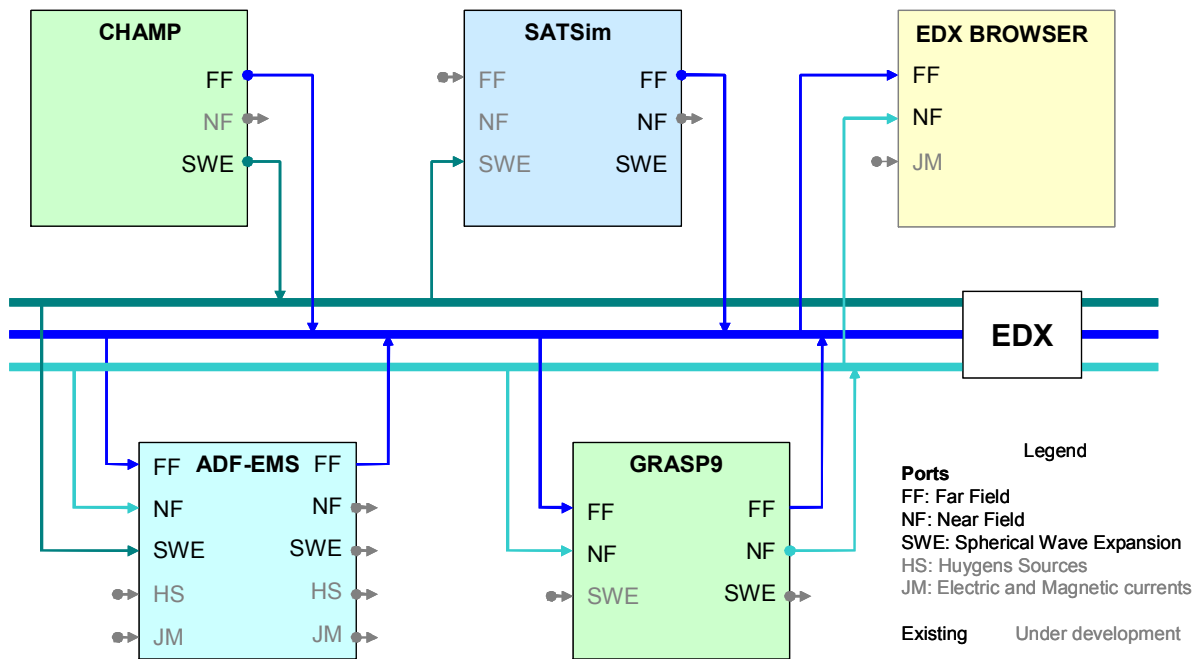 CHAMP
FF
NF
SWE
SATSim
FF
FF
NF
NF
SWE
SWE
EDX BROWSER
FF
NF
JM
EDX
ADF-EMS
FF
FF
NF
NF
SWE
SWE
HS
HS
JM
JM
GRASP9
FF
FF
NF
NF
SWE
SWE
Legend
Ports
FF: Far Field
NF: Near Field
SWE: Spherical Wave Expansion
HS: Huygens Sources
JM: Electric and Magnetic currents
Existing Under development